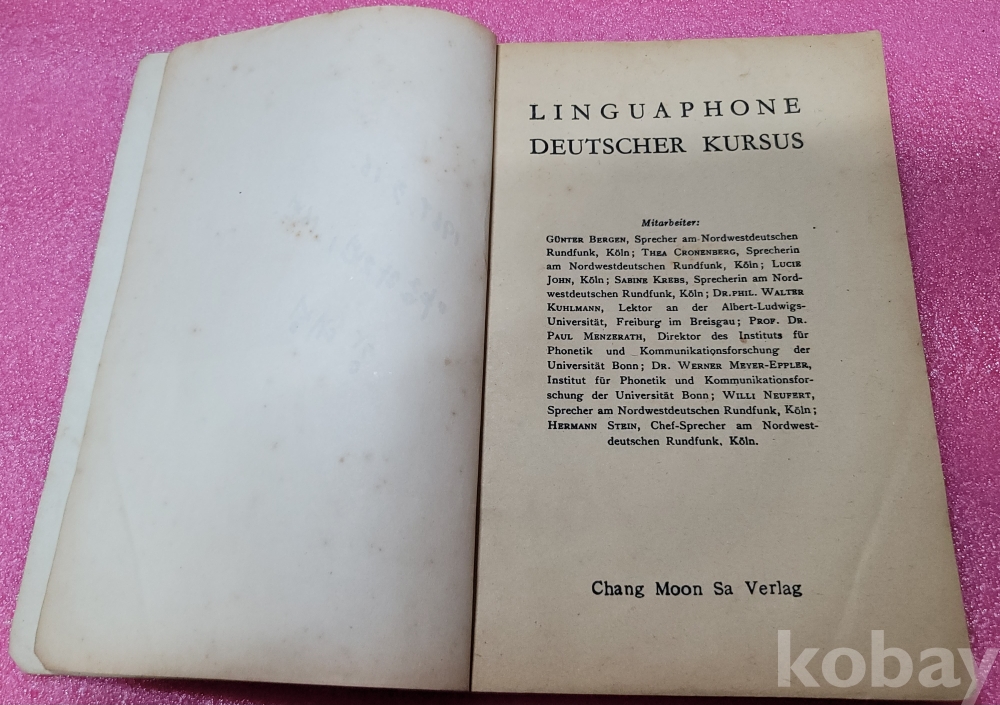 LINGUAPHONE
DEUTSCHER KURSUS
Mitarbeiter:
GÜNTER BERGEN, Sprecher am Nordwestdeutschen
Rundfunk, Köln; THEA CRONENBERG, Sprecherin
am Nordwestdeutschen Rundfunk, Köln; LUCIE
JOHN, Köln; SABINE KREBS, Sprecherin am Nord-
westdeutschen Rundfunk, Köln; DR.PHIL. WALTER
KUHLMANN, Lektor an der Albert-Ludwigs-
Universität, Freiburg im Breisgau; PROF. DR.
PAUL MENZERATH, Direktor des Instituts für
Phonetik und Kommunikationsforschung der
Universität Bonn; DR. WERNER MEYER-EPPLER,
Institut für Phonetik und Kommunikationsfor-
schung der Universität Bonn; WILLI NEUFERT,
Sprecher am Nordwestdeutschen Rundfunk, Köln;
HERMANN STEIN, Chef-Sprecher am Nordwest-
deutschen Rundfunk, Köln.
Chang Moon Sa Verlag
kobay